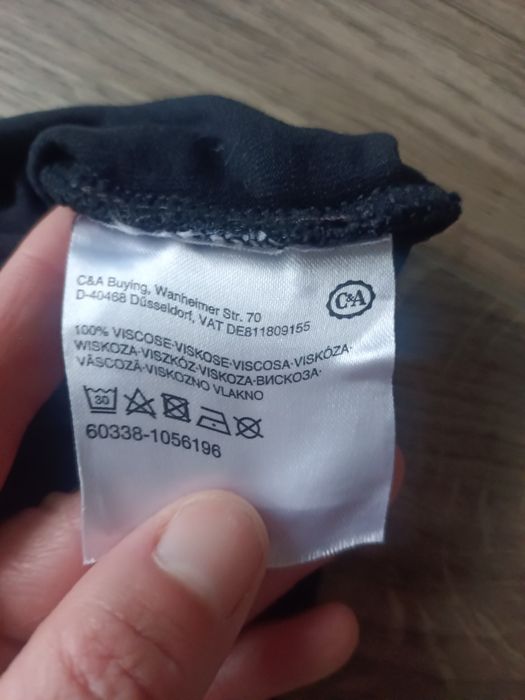 C&A Buying, Wanheimer Str. 70
D-40468 Düsseldorf, VAT DE811809155
C&A
100% VISCOSE·VISKOSE·VISCOSA·VISKÓZA·
WISKOZA·VISZKÓZ·VISKOZA·ВИСКОЗА·
VÂSCOZĂ·VISKOZNO VLAKNO
30
60338-1056196